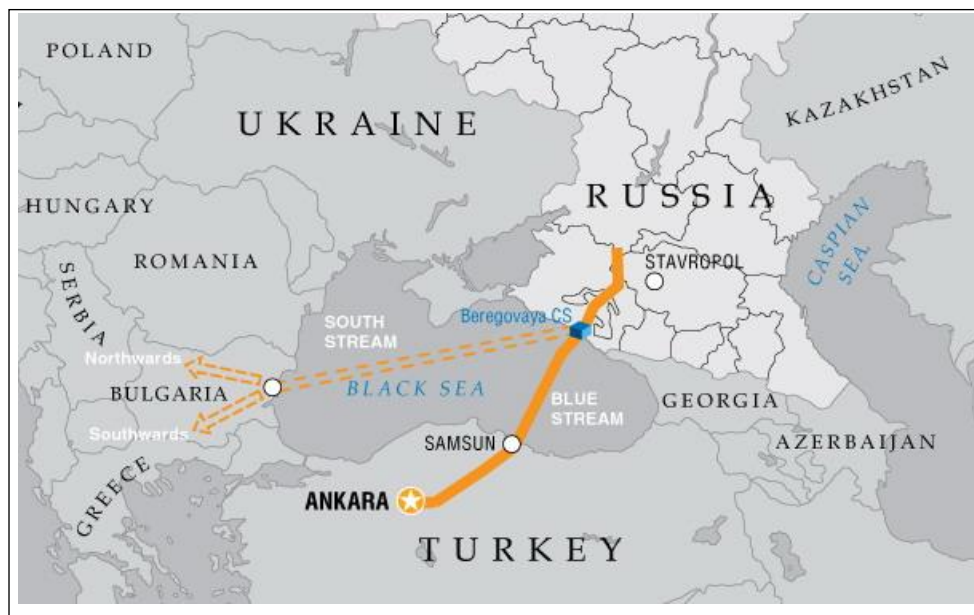 POLAND
UKRAINE
KAZAKHSTAN
RUSSIA
HUNGARY
CASPIAN
SEA.
ROMANIA
STAVROPOL
SERBIA
SOUTH
STREAM
Beregovaya CS
Northwards
BULGARIA
BLACK SEA
BLUE
STREAM
GEORGIA
Southwards
SAMSUN
AZERBAIJAN
GREECE
ANKARA
TURKEY